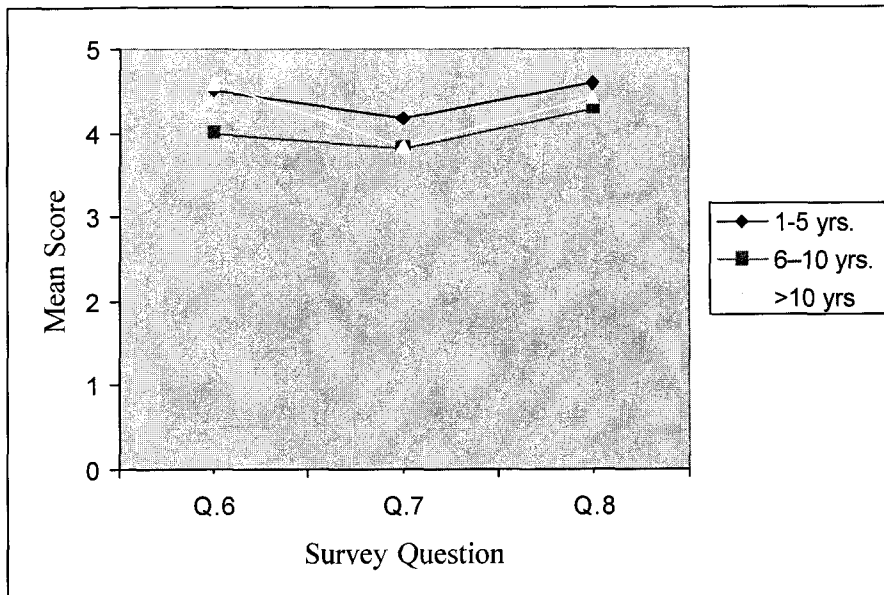 5
4
3
2
1
0
Mean Score
Q.6 Q.7 Q.8
Survey Question
1-5 yrs.
6–10 yrs.
>10 yrs